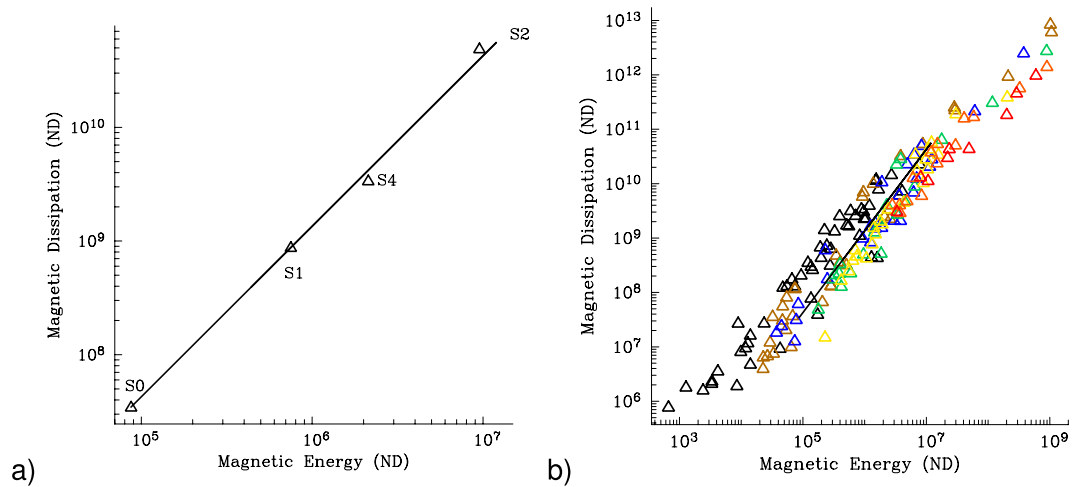 S2
10^10
S4
10^9
S1
10^8
S0
10^5 10^6 10^7
Magnetic Dissipation (ND)
Magnetic Energy (ND)
a)
10^13
10^12
10^11
10^10
10^9
10^8
10^7
10^6
10^3 10^5 10^7 10^9
Magnetic Dissipation (ND)
Magnetic Energy (ND)
b)